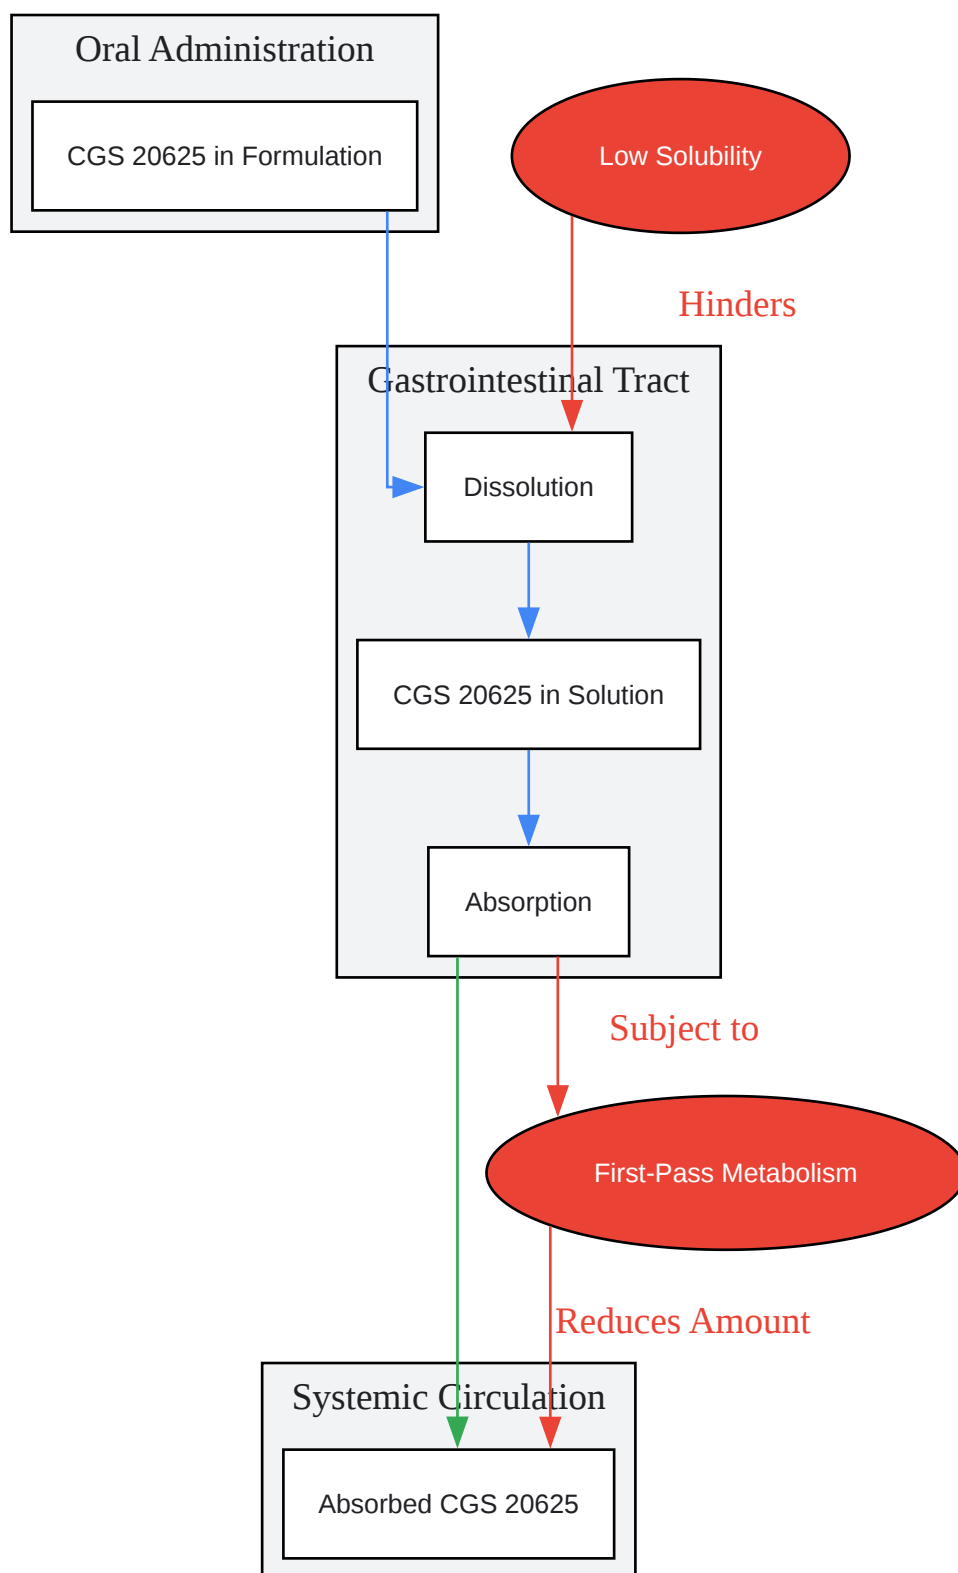 Oral Administration
CGS 20625 in Formulation
Low Solubility
Hinders
Gastrointestinal Tract
Dissolution
CGS 20625 in Solution
Absorption
Subject to
First-Pass Metabolism
Reduces Amount
Systemic Circulation
Absorbed CGS 20625